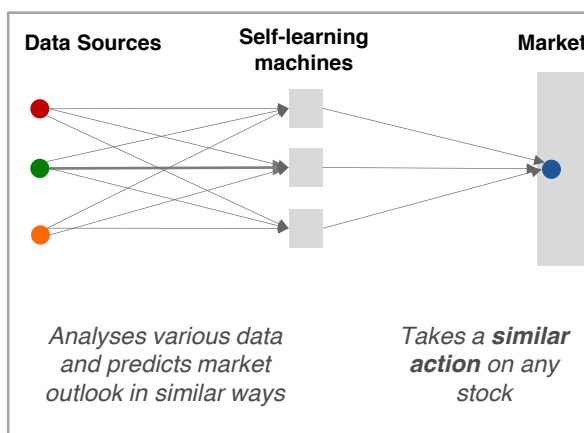 Data Sources
Self-learning
machines
Market
Analyses various data
and predicts market
outlook in similar ways
Takes a similar
action on any
stock